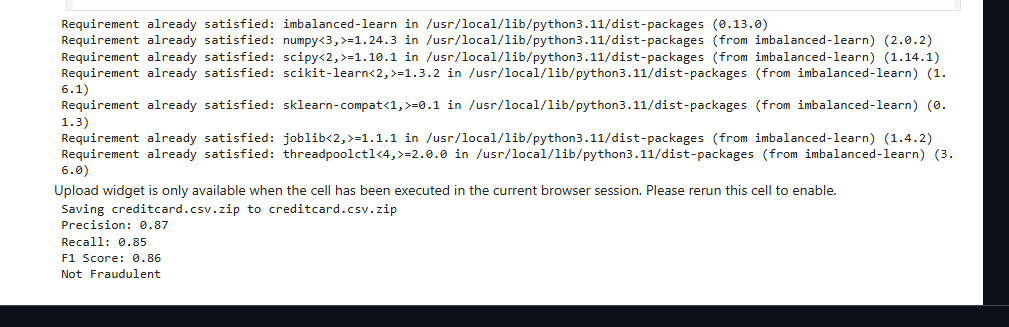 Requirement already satisfied: imbalanced-learn in /usr/local/lib/python3.11/dist-packages (0.13.0)
Requirement already satisfied: numpy<3,>=1.24.3 in /usr/local/lib/python3.11/dist-packages (from imbalanced-learn) (2.0.2)
Requirement already satisfied: scipy<2,>=1.10.1 in /usr/local/lib/python3.11/dist-packages (from imbalanced-learn) (1.14.1)
Requirement already satisfied: scikit-learn<2,>=1.3.2 in /usr/local/lib/python3.11/dist-packages (from imbalanced-learn) (1.
6.1)
Requirement already satisfied: sklearn-compat<1,>=0.1 in /usr/local/lib/python3.11/dist-packages (from imbalanced-learn) (0.
1.3)
Requirement already satisfied: joblib<2,>=1.1.1 in /usr/local/lib/python3.11/dist-packages (from imbalanced-learn) (1.4.2)
Requirement already satisfied: threadpoolctl<4,>=2.0.0 in /usr/local/lib/python3.11/dist-packages (from imbalanced-learn) (3.
6.0)
Upload widget is only available when the cell has been executed in the current browser session. Please rerun this cell to enable.
Saving creditcard.csv.zip to creditcard.csv.zip
Precision: 0.87
Recall: 0.85
F1 Score: 0.86
Not Fraudulent